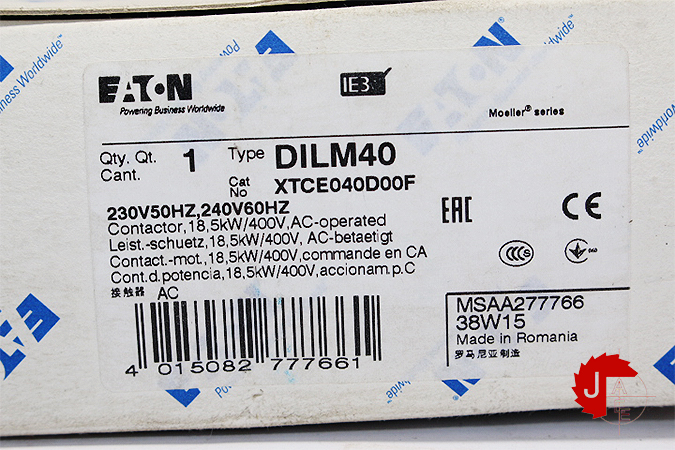 EATON
Powering Business Worldwide
IE3
Moeller® series
Qty. Qt. Cant. 1
Type DILM40
Cat No XTCE040D00F
230V50HZ,240V60HZ
Contactor,18,5kW/400V,AC-operated
Leist.-schuetz,18,5kW/400V, AC-betaetigt
Contact.-mot.,18,5kW/400V,commande en CA
Cont.d.potencia,18,5kW/400V,accionam.p.C
接触器 AC
EAC
CE
CCC
MSAA277766
38W15
Made in Romania
罗马尼亚制造
4 015082 777661
JA